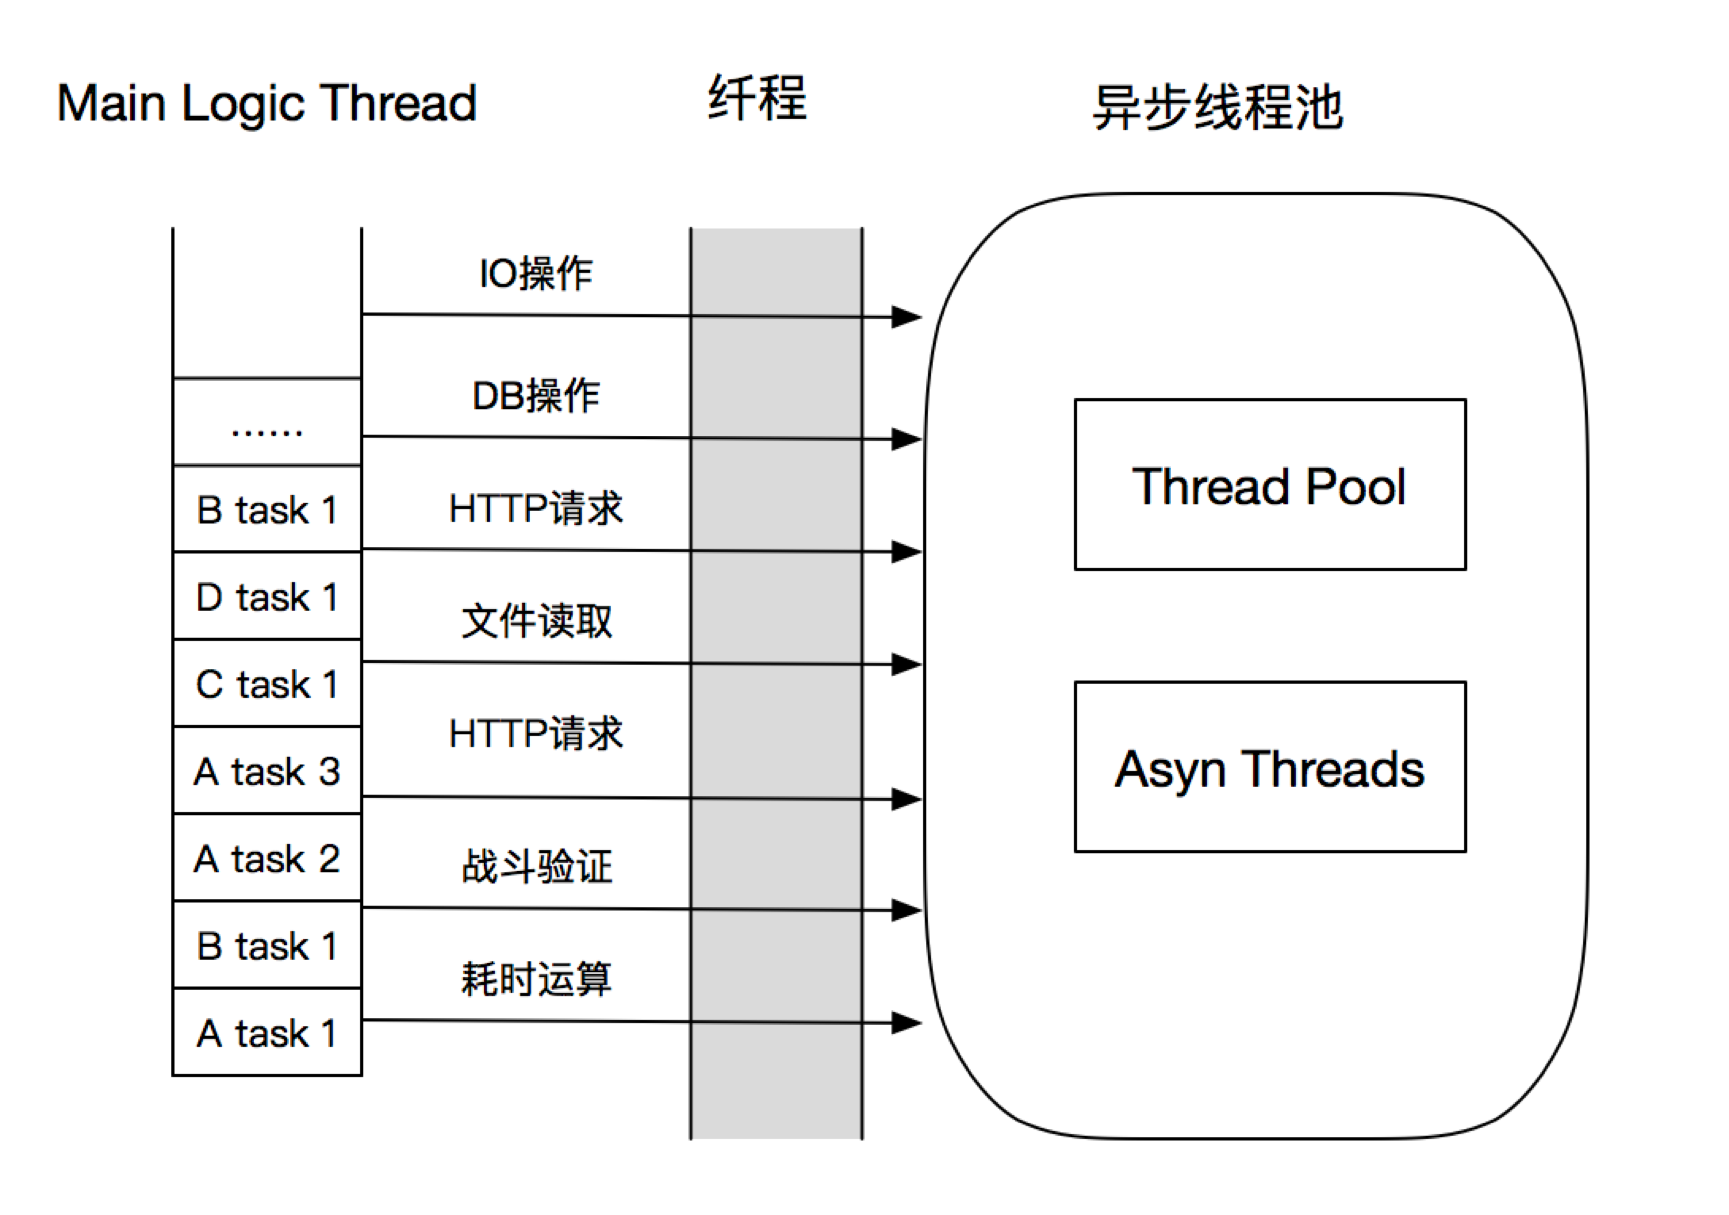 Main Logic Thread
纤程
异步线程池
IO操作
DB操作
......
HTTP请求
B task 1
文件读取
D task 1
C task 1
HTTP请求
A task 3
战斗验证
A task 2
耗时运算
B task 1
A task 1
Thread Pool
Asyn Threads